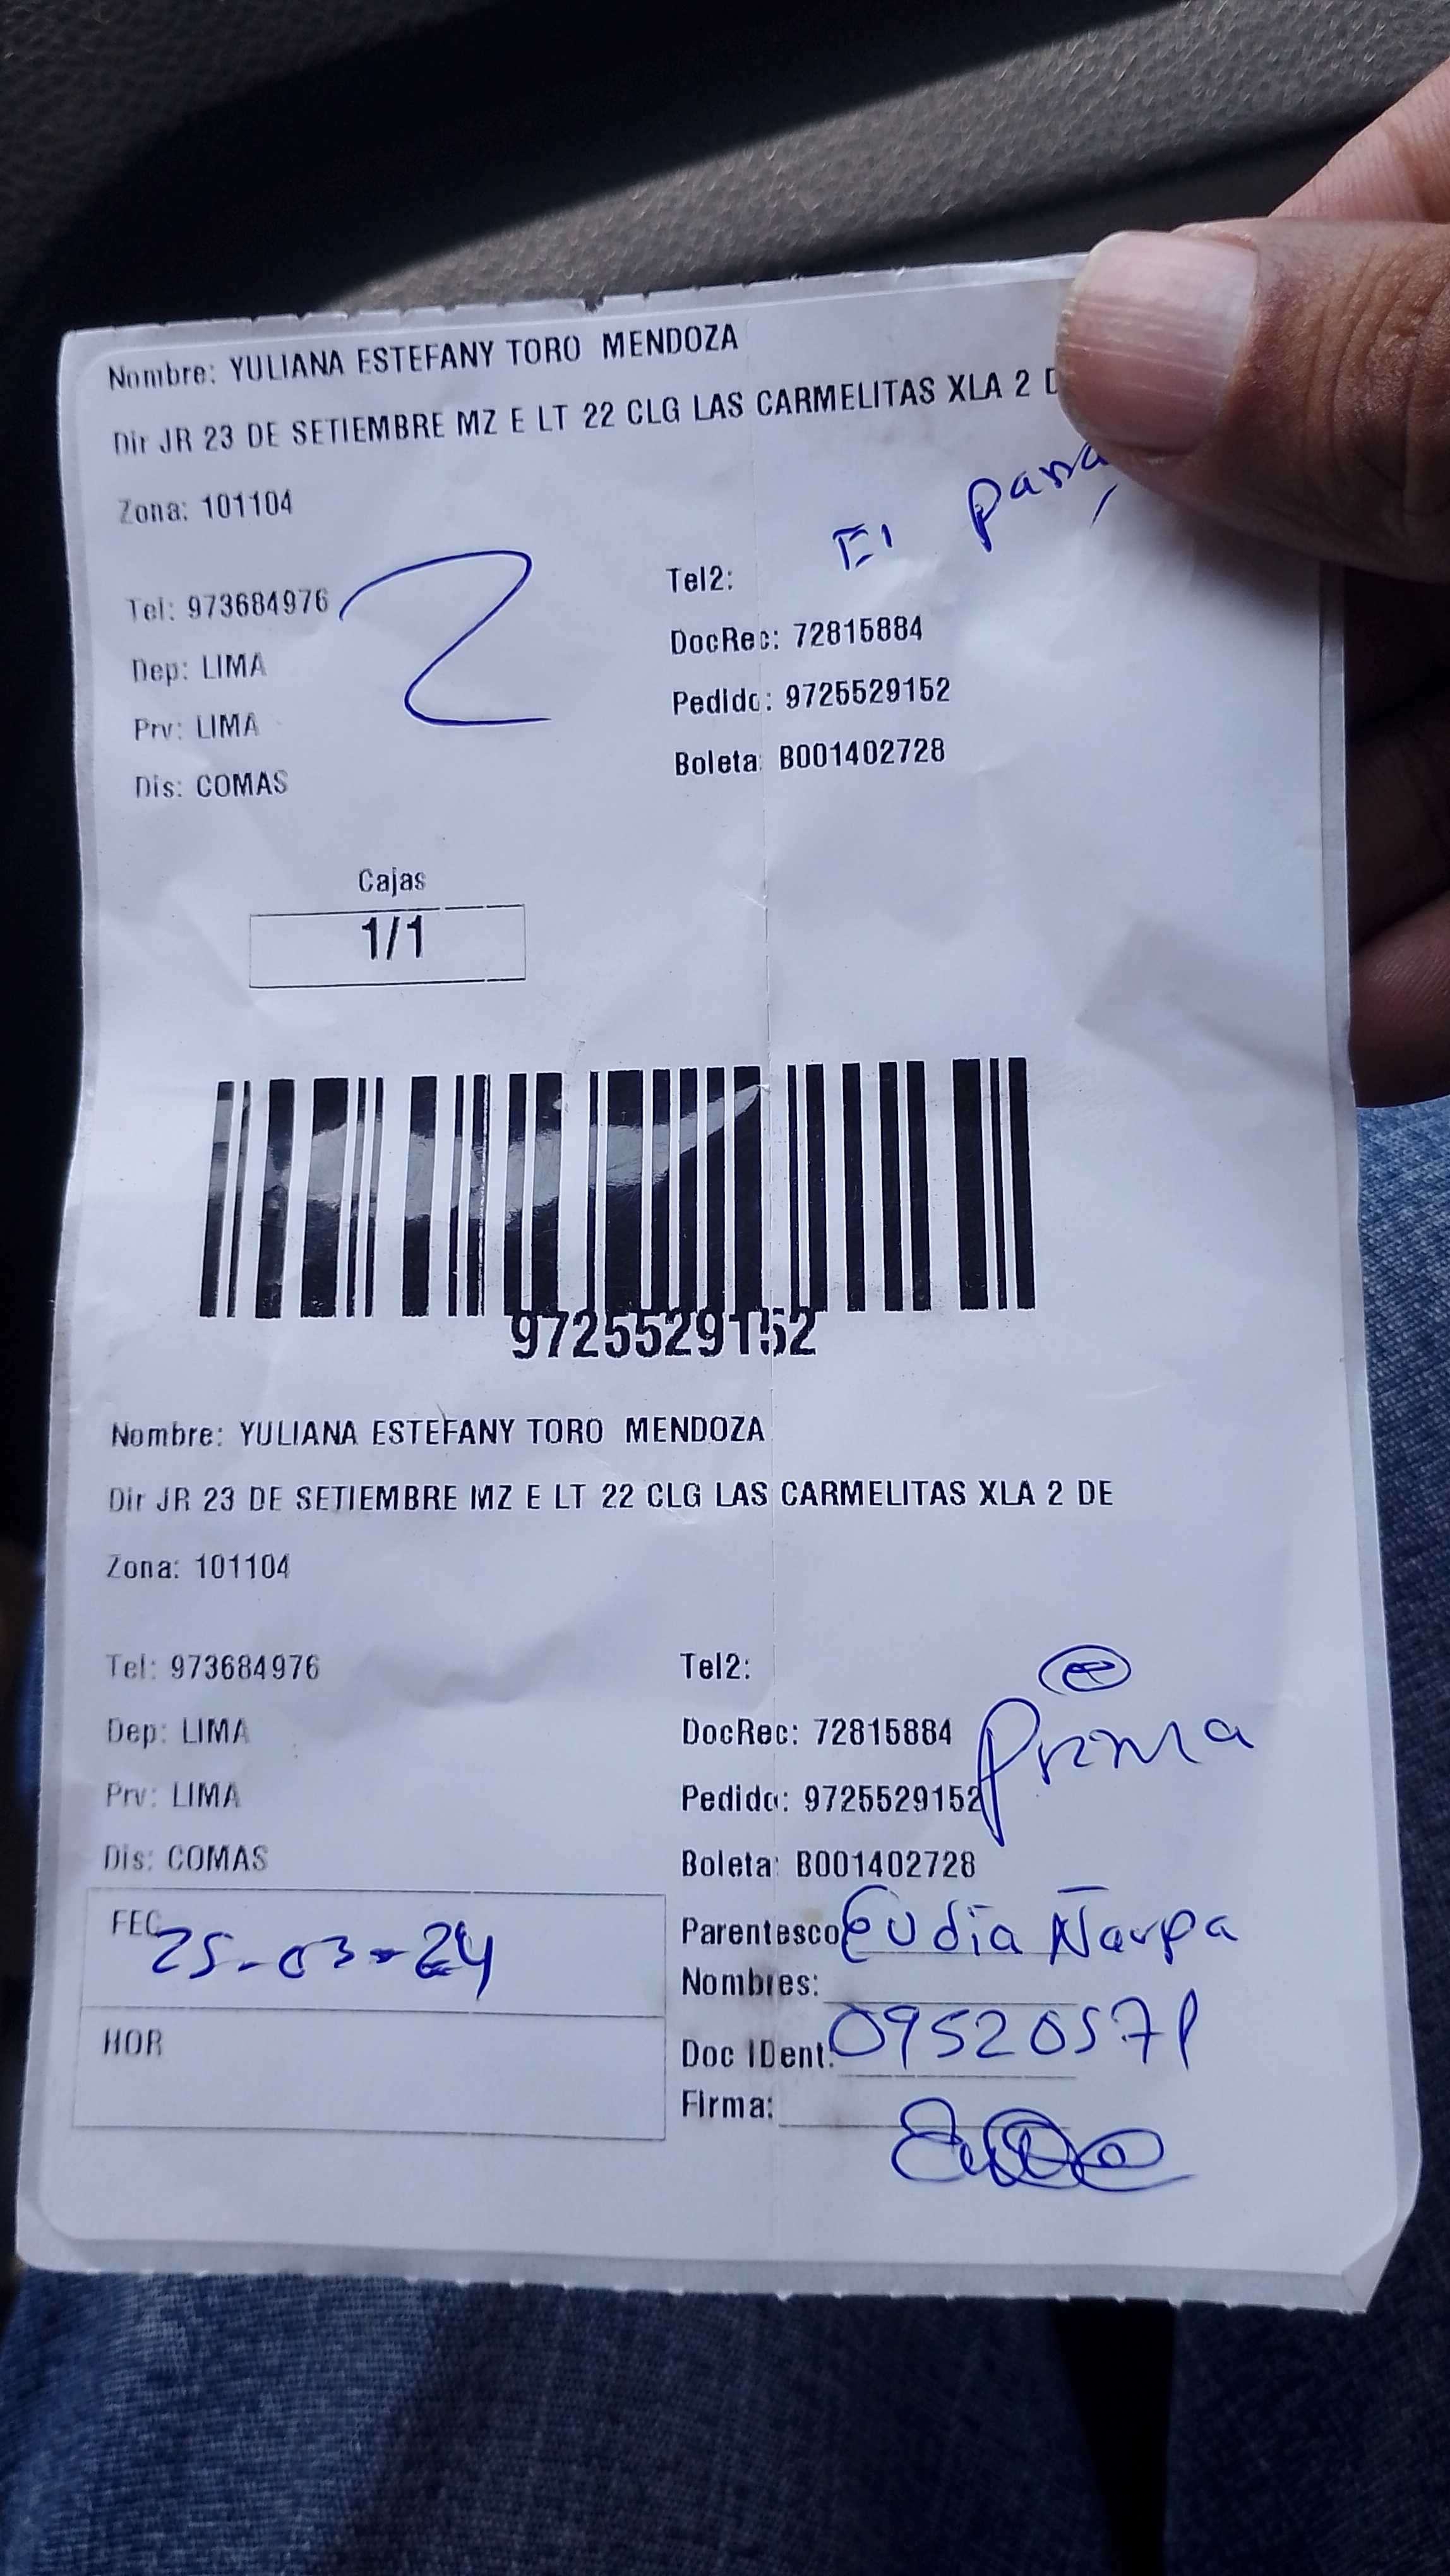 Nombre: YULIANA ESTEFANY TORO MENDOZA
Dir JR 23 DE SETIEMBRE MZ E LT 22 CLG LAS CARMELITAS XLA 2 D
Zona: 101104
El
Tel: 973684976 2 Tel2:
Dep: LIMA DocRec: 72815884
Prv: LIMA Pedido: 9725529152
Dis: COMAS Boleta: B001402728
Cajas
1/1
9725529152
Nombre: YULIANA ESTEFANY TORO MENDOZA
Dir JR 23 DE SETIEMBRE MZ E LT 22 CLG LAS CARMELITAS XLA 2 DE
Zona: 101104
Tel: 973684976 Tel2:
Dep: LIMA DocRec: 72815884 Prima
Prv: LIMA Pedido: 9725529152
Dis: COMAS Boleta: B001402728
FEC 25-03-24 Parentesco Eudia Ñaupa
Nombres:
HOR Doc IDent: 09520571
Firma: